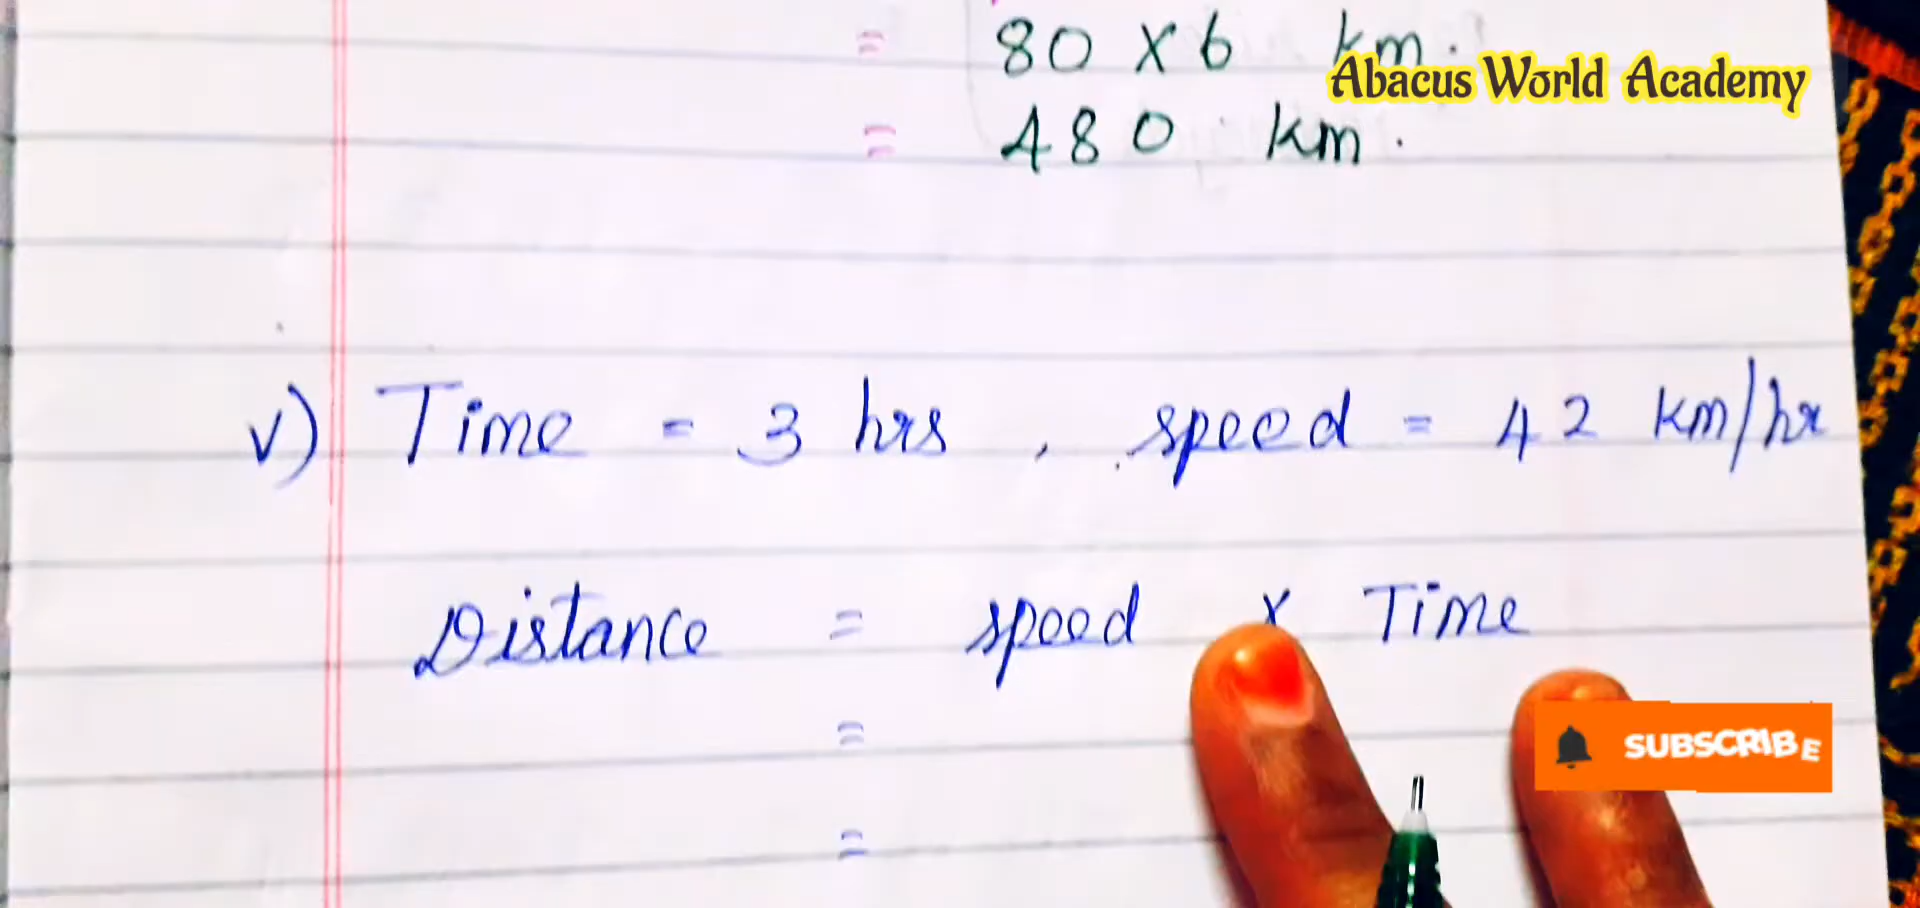 = 80 X 6 km.
Abacus World Academy
= 480 km.
v) Time = 3 hrs, speed = 42 km/hr
Distance = speed x Time
=
SUBSCRIBE
=